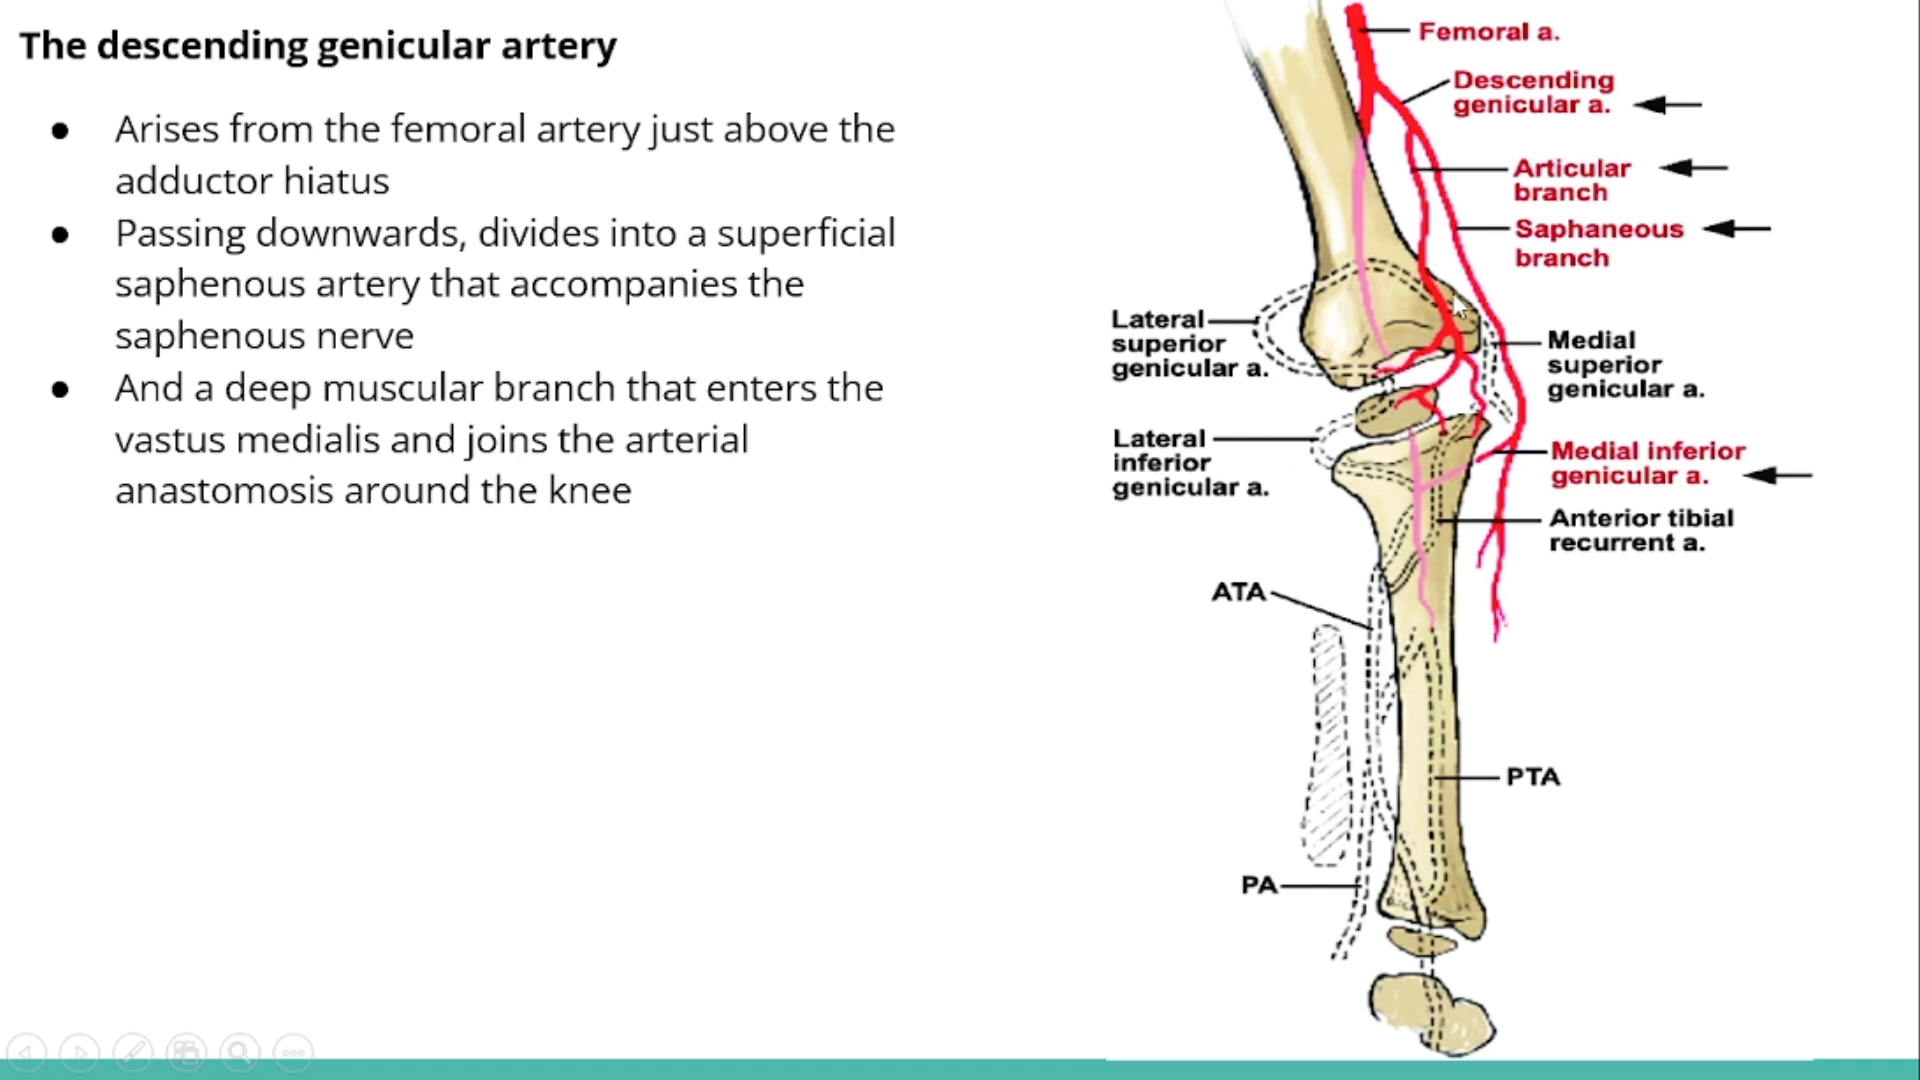 The descending genicular artery
● Arises from the femoral artery just above the
adductor hiatus
● Passing downwards, divides into a superficial
saphenous artery that accompanies the
saphenous nerve
● And a deep muscular branch that enters the
vastus medialis and joins the arterial
anastomosis around the knee
Femoral a.
Descending
genicular a.
Articular
branch
Saphaneous
branch
Lateral
superior
genicular a.
Medial
superior
genicular a.
Lateral
inferior
genicular a.
Medial inferior
genicular a.
Anterior tibial
recurrent a.
ATA
PTA
PA